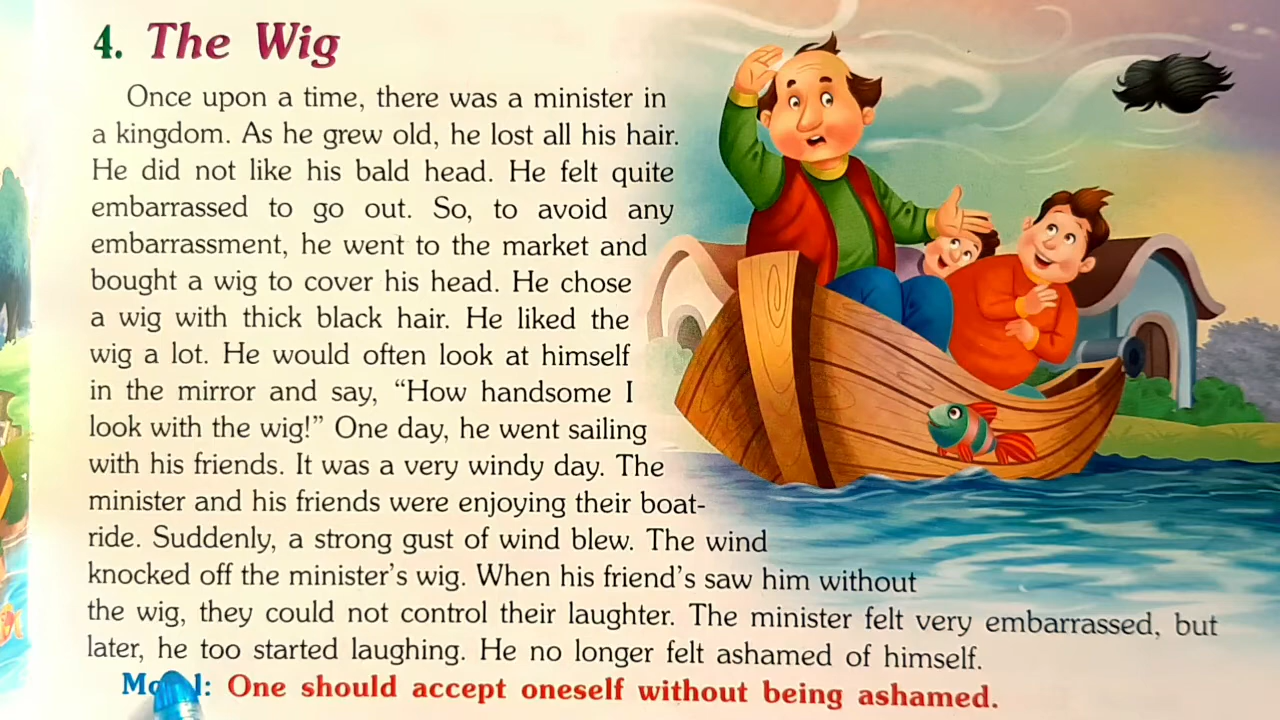 4. The Wig
Once upon a time, there was a minister in
a kingdom. As he grew old, he lost all his hair.
He did not like his bald head. He felt quite
embarrassed to go out. So, to avoid any
embarrassment, he went to the market and
bought a wig to cover his head. He chose
a wig with thick black hair. He liked the
wig a lot. He would often look at himself
in the mirror and say, “How handsome I
look with the wig!” One day, he went sailing
with his friends. It was a very windy day. The
minister and his friends were enjoying their boat-
ride. Suddenly, a strong gust of wind blew. The wind
knocked off the minister’s wig. When his friend’s saw him without
the wig, they could not control their laughter. The minister felt very embarrassed, but
later, he too started laughing. He no longer felt ashamed of himself.
One should accept oneself without being ashamed.